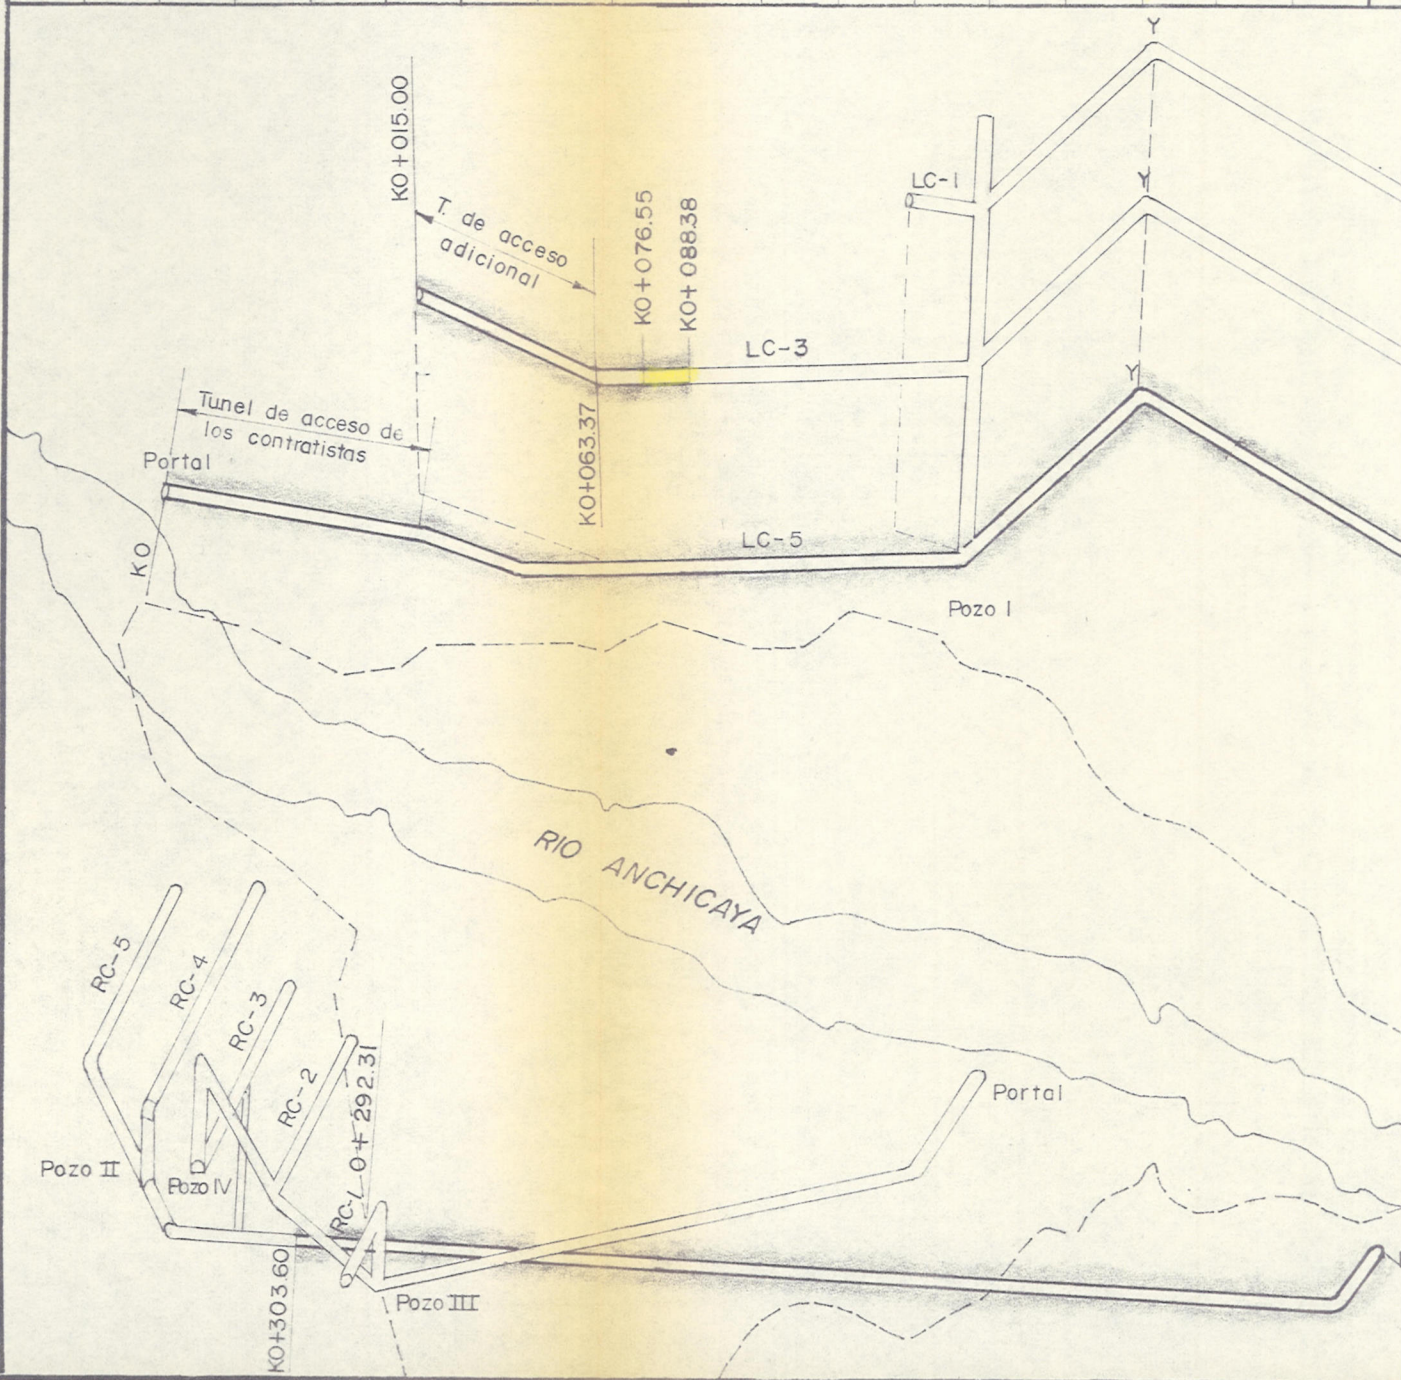 Y
KO+015.00
LC-1
Y
T. de acceso
adicional
KO+076.55
KO+088.38
LC-3
Y
Tunel de acceso de
los contratistas
KO+063.37
Portal
LC-5
KO
Pozo I
RIO ANCHICAYA
RC-5
RC-4
RC-3
RC-2
0+292.31
Portal
Pozo II
Pozo IV
RC-1
KO+303.60
Pozo III